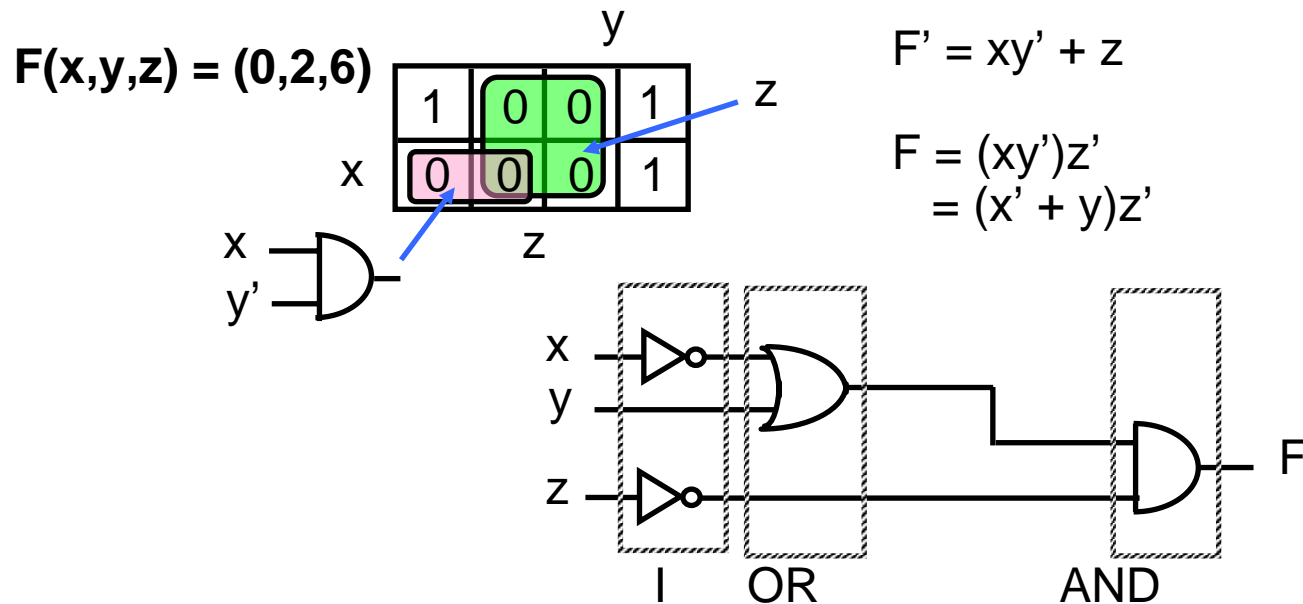 F(x,y,z) = (0,2,6)
y
1 0 0 1
x 0 0 0 1
z
z
x
y’
F’ = xy’ + z
F = (xy’)z’
= (x’ + y)z’
x
y
z
F
I OR AND